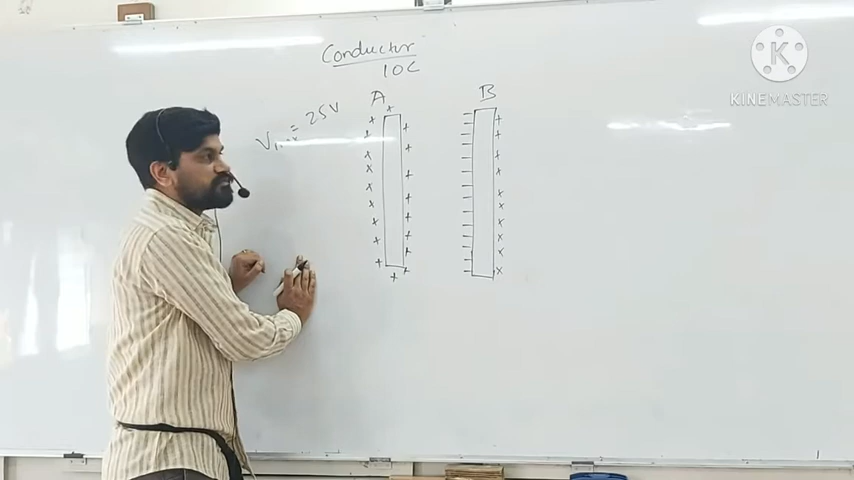 Conductor
10C
A
B
= 25V
K
KINEMASTER